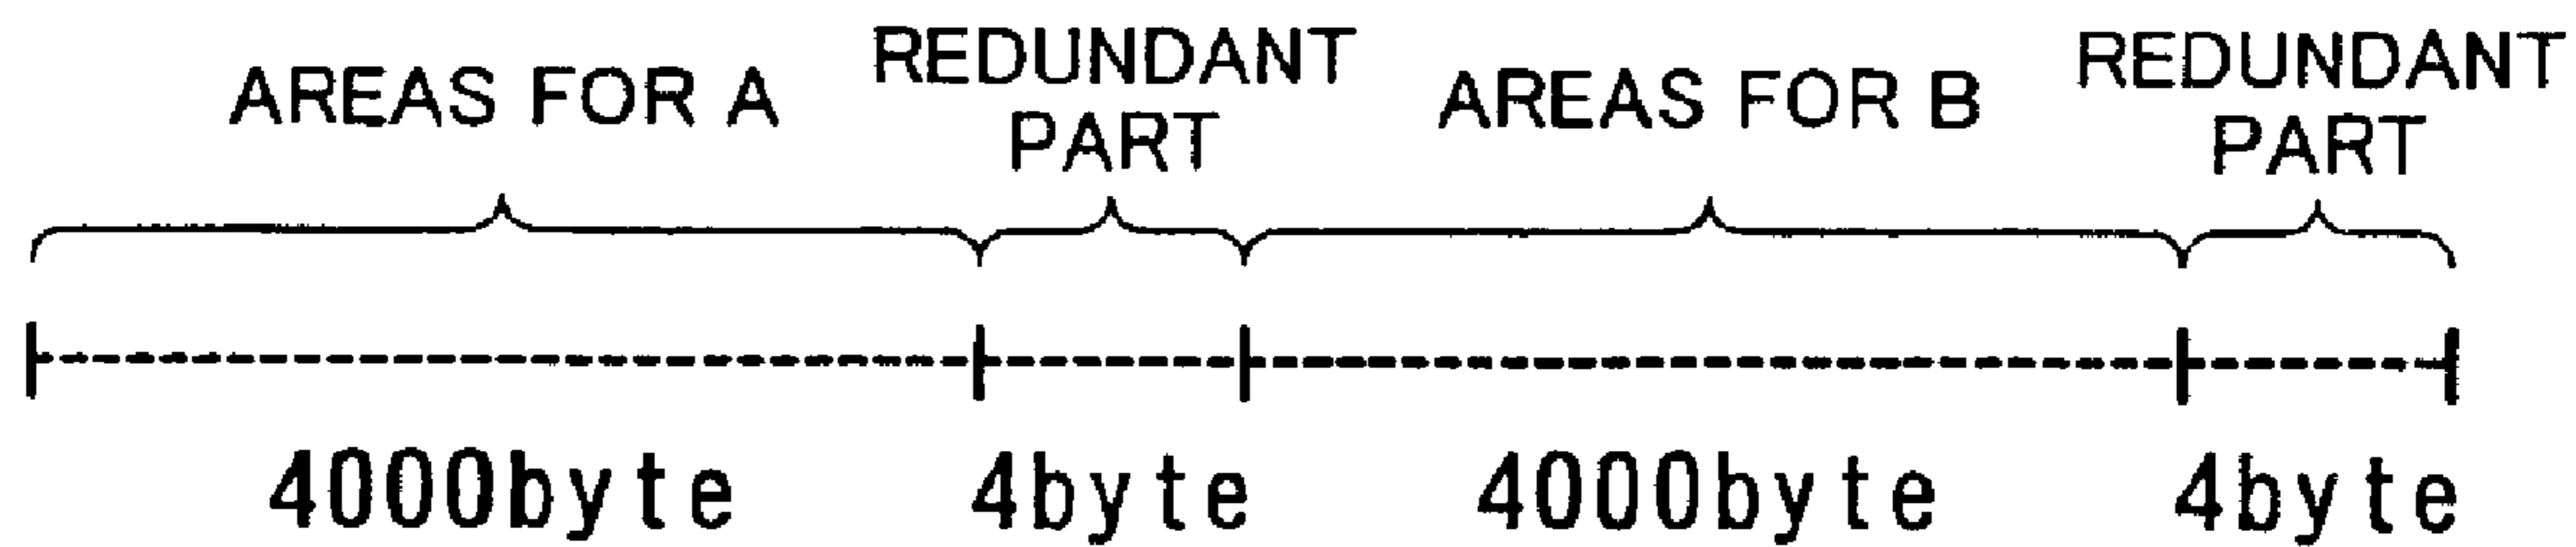 AREAS FOR A
REDUNDANT
PART
AREAS FOR B
REDUNDANT
PART
4000byte
4byte
4000byte
4byte